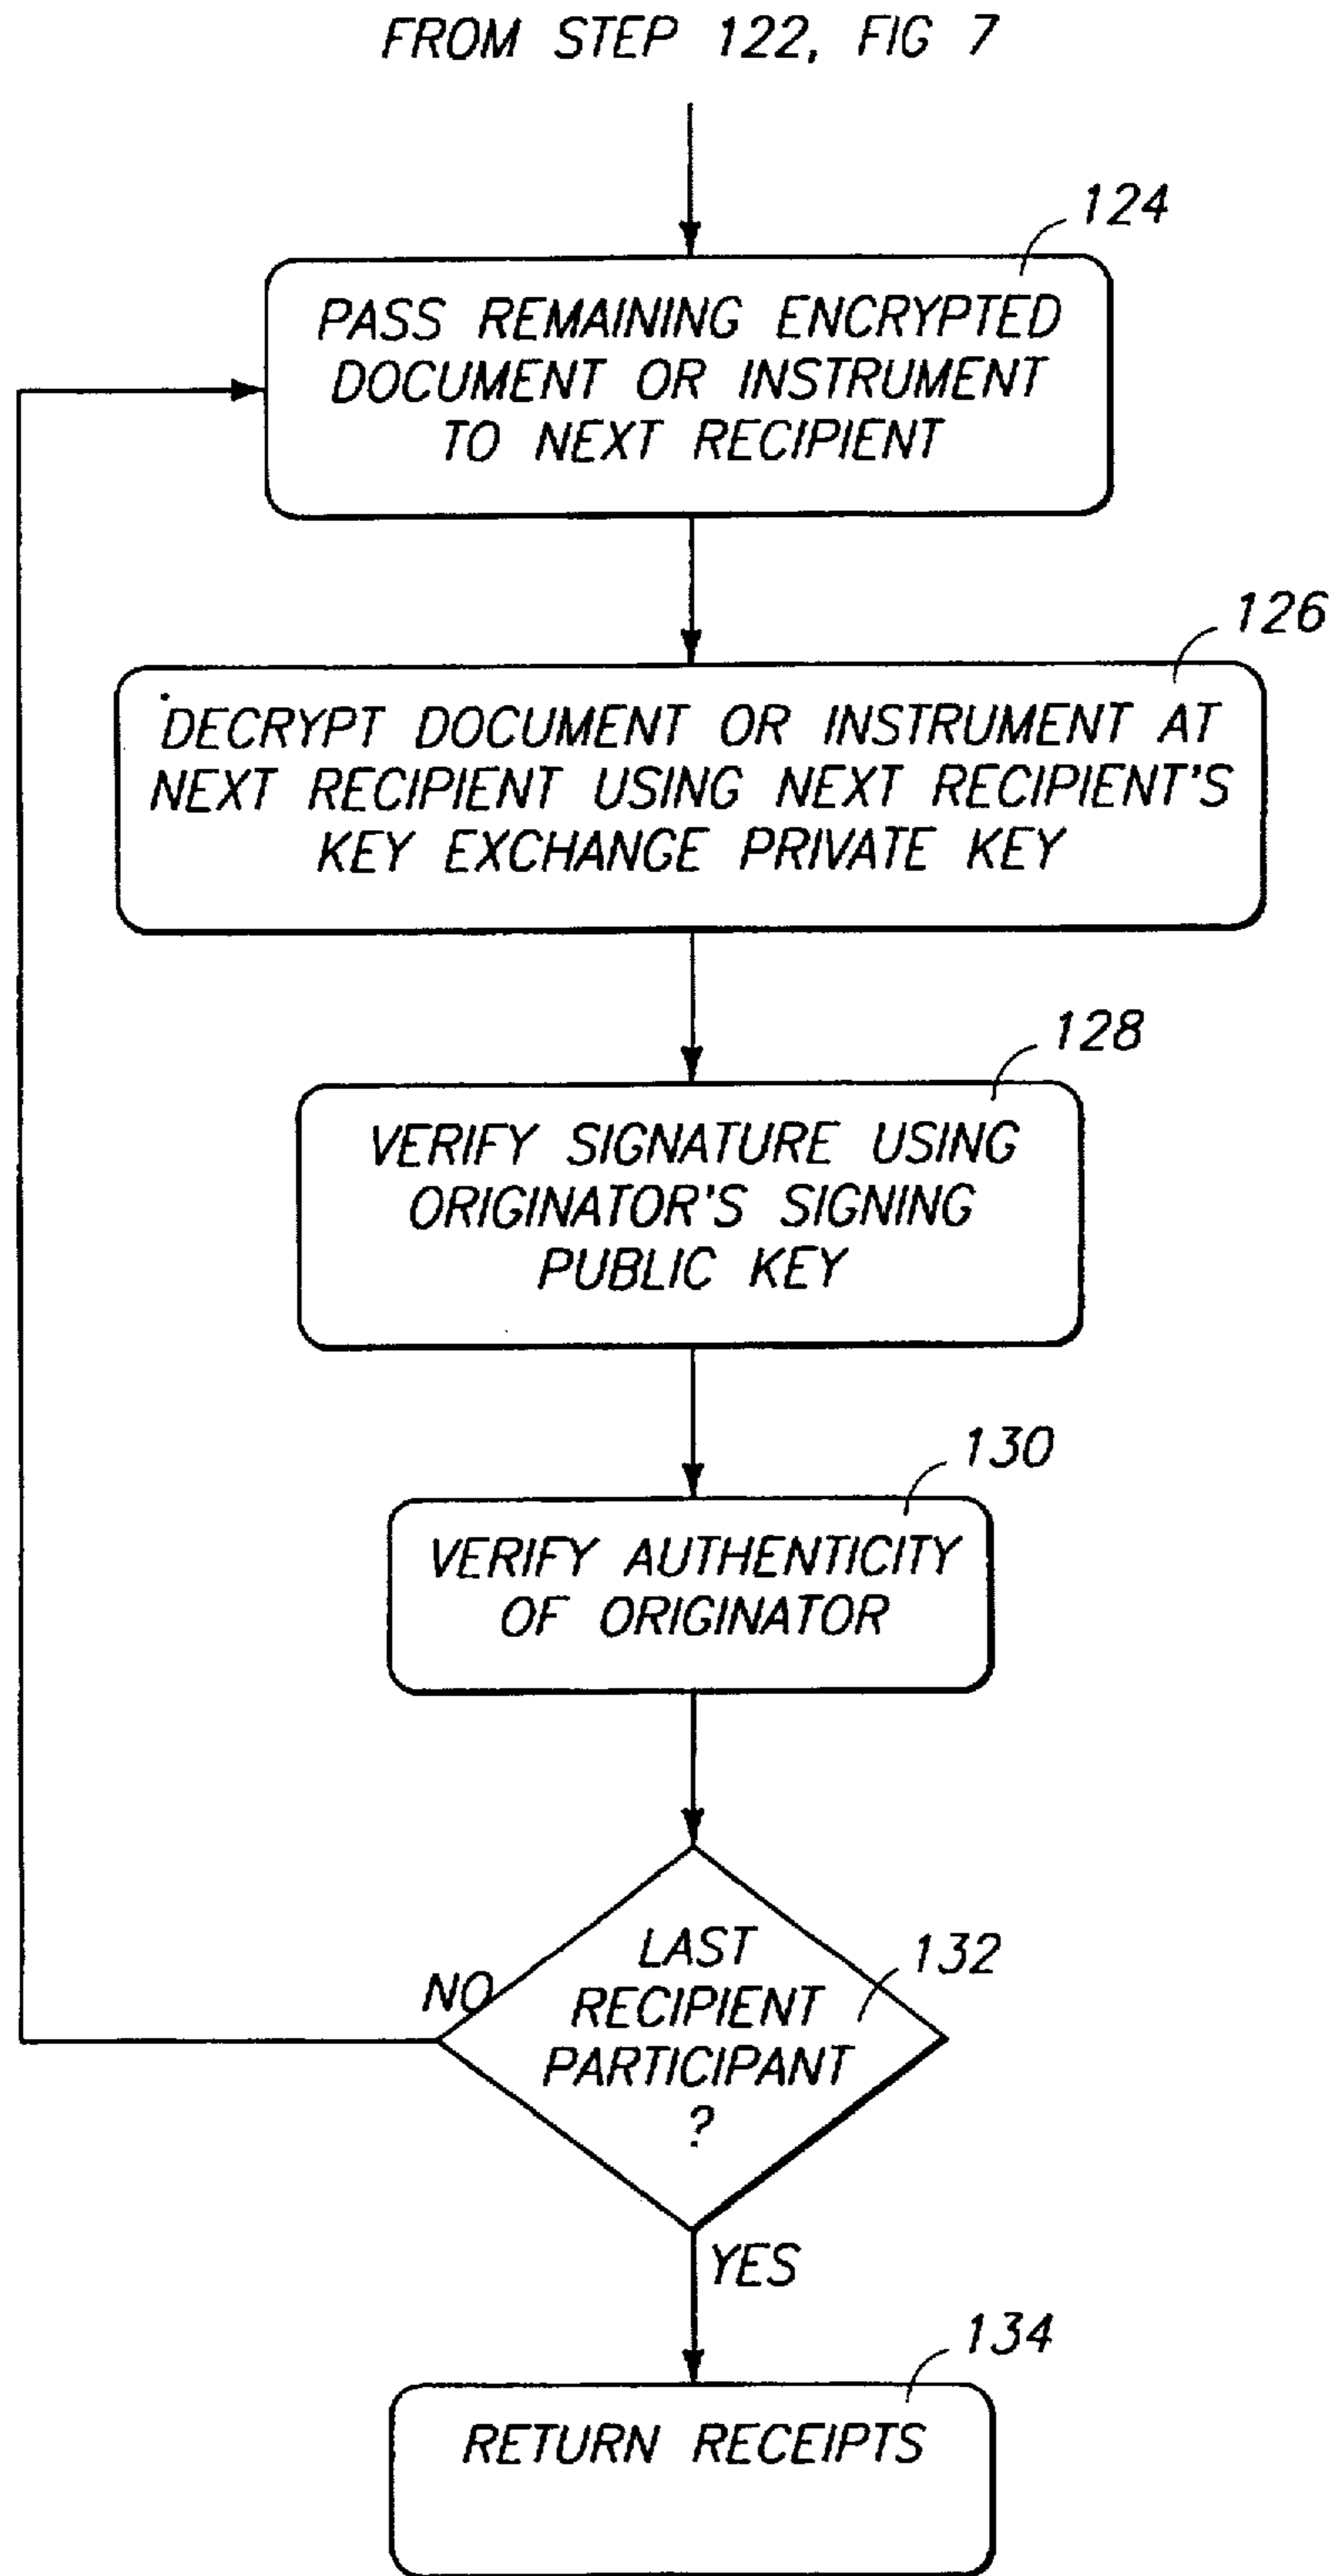 FROM STEP 122, FIG 7
124
PASS REMAINING ENCRYPTED
DOCUMENT OR INSTRUMENT
TO NEXT RECIPIENT
126
DECRYPT DOCUMENT OR INSTRUMENT AT
NEXT RECIPIENT USING NEXT RECIPIENT'S
KEY EXCHANGE PRIVATE KEY
128
VERIFY SIGNATURE USING
ORIGINATOR'S SIGNING
PUBLIC KEY
130
VERIFY AUTHENTICITY
OF ORIGINATOR
132
LAST
RECIPIENT
PARTICIPANT
?
NO
YES
134
RETURN RECEIPTS